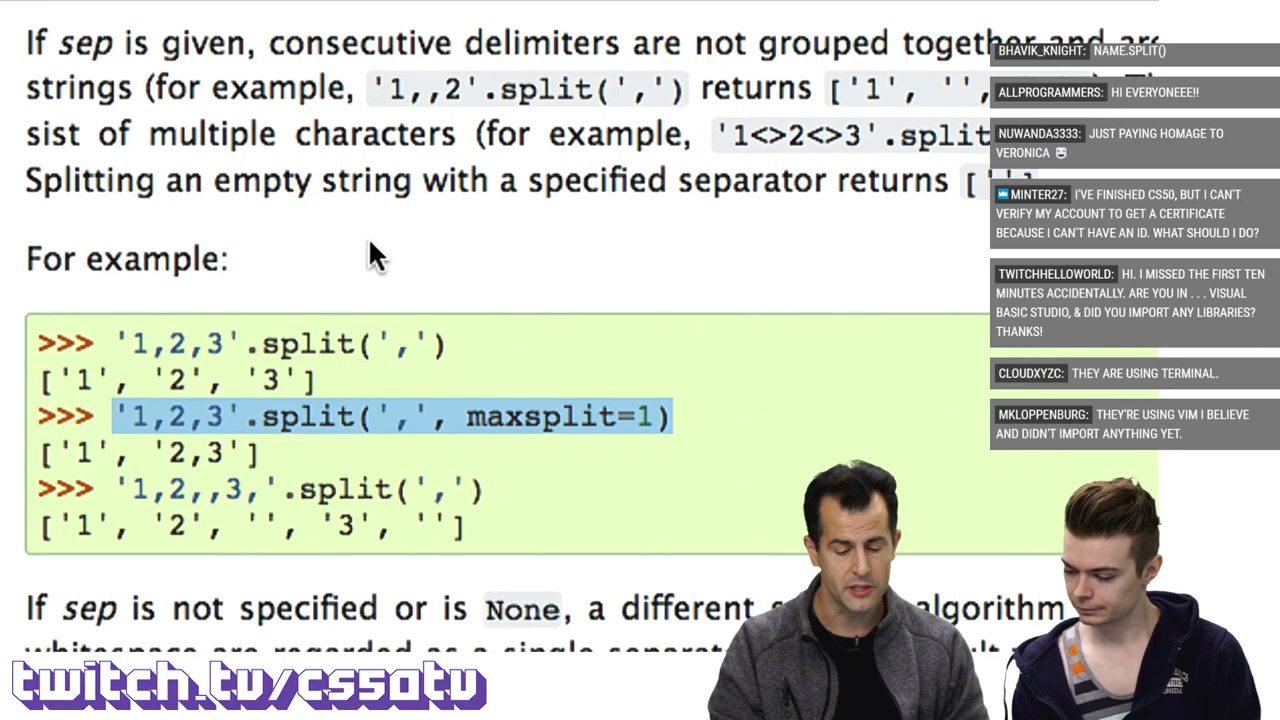 If sep is given, consecutive delimiters are not grouped together and are
strings (for example, '1,,2'.split(',') returns ['1', '',
sist of multiple characters (for example, '1<>2<>3'.split
Splitting an empty string with a specified separator returns ['']
For example:
>>> '1,2,3'.split(',')
['1', '2', '3']
>>> '1,2,3'.split(',', maxsplit=1)
['1', '2,3']
>>> '1,2,,3,'.split(',')
['1', '2', '', '3', '']
If sep is not specified or is None, a different algorithm
whitespace are regarded as a single
BHAVIK_KNIGHT: NAME.SPLIT()
ALLPROGRAMMERS: HI EVERYONEEE!!
NUWANDA3333: JUST PAYING HOMAGE TO
VERONICA
MINTER27: I'VE FINISHED CS50, BUT I CAN'T
VERIFY MY ACCOUNT TO GET A CERTIFICATE
BECAUSE I CAN'T HAVE AN ID. WHAT SHOULD I DO?
TWITCHHELLOWORLD: HI. I MISSED THE FIRST TEN
MINUTES ACCIDENTALLY. ARE YOU IN . . . VISUAL
BASIC STUDIO, & DID YOU IMPORT ANY LIBRARIES?
THANKS!
CLOUDXYZC: THEY ARE USING TERMINAL.
MKLOPPENBURG: THEY'RE USING VIM I BELIEVE
AND DIDN'T IMPORT ANYTHING YET.
twitch.tv/cs50tv